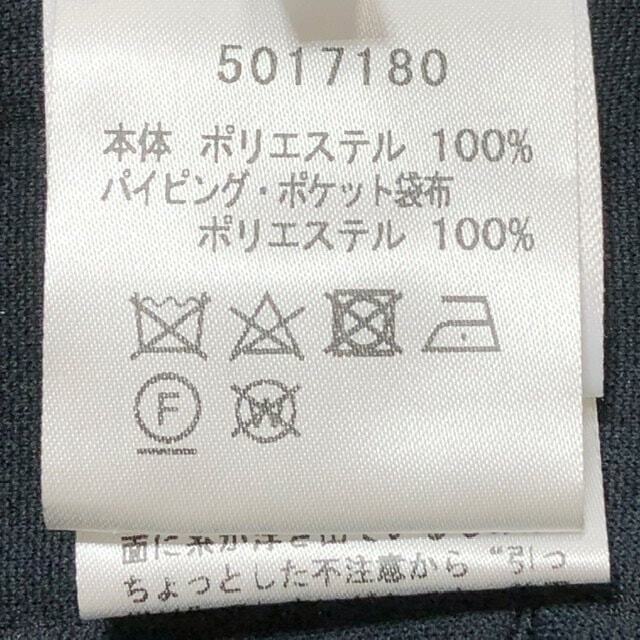 5017180
本体 ポリエステル 100%
パイピング・ポケット袋布
ポリエステル 100%
F
W
ちょっとした不注意から "引っ